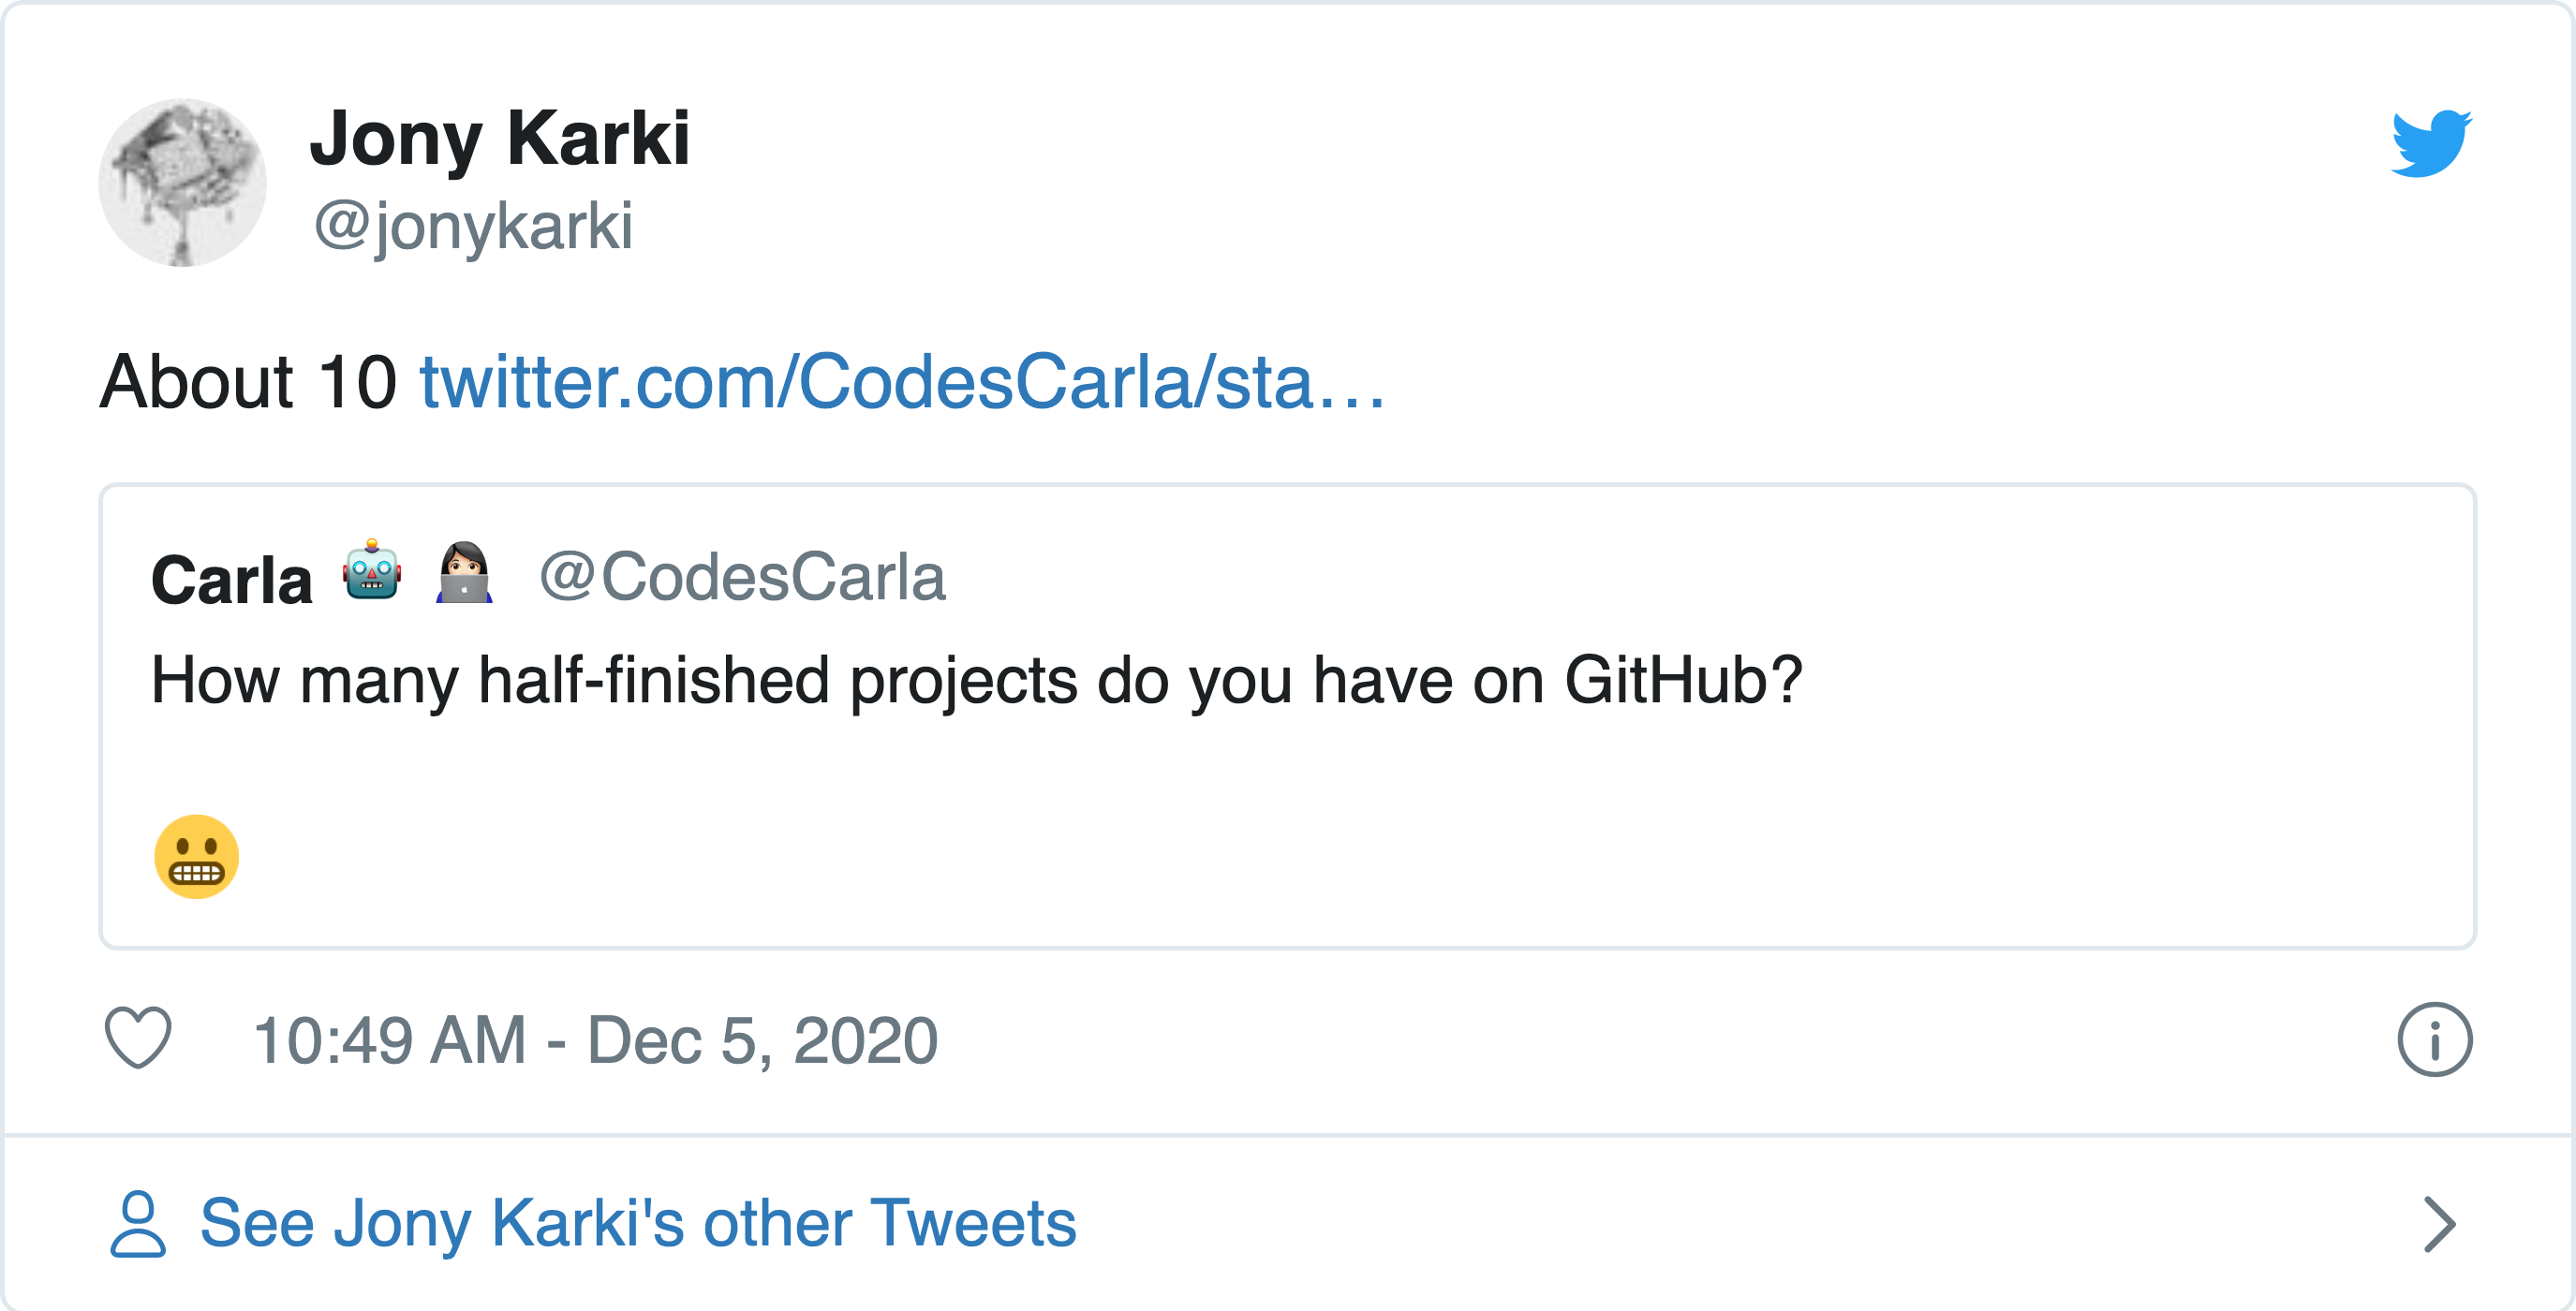 Jony Karki
@jonykarki
About 10 twitter.com/CodesCarla/sta…
Carla 🤖 👩🏻‍💻 @CodesCarla
How many half-finished projects do you have on GitHub?
😬
10:49 AM - Dec 5, 2020
See Jony Karki's other Tweets